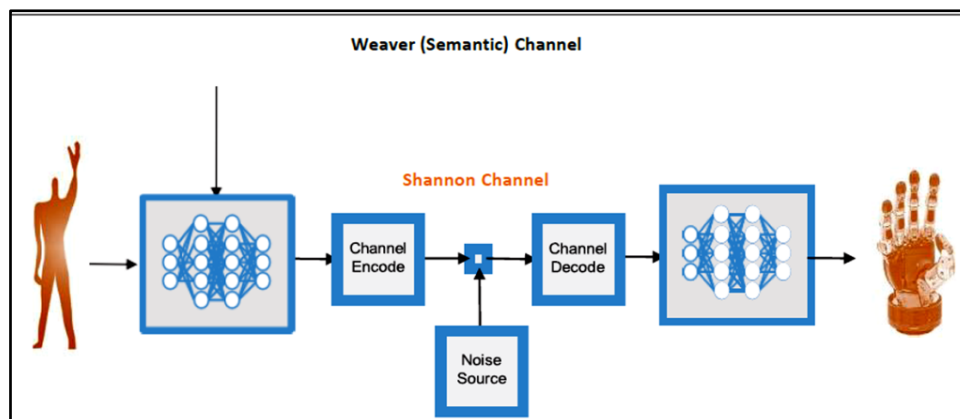 Weaver (Semantic) Channel
Shannon Channel
Channel
Encode
Channel
Decode
Noise
Source